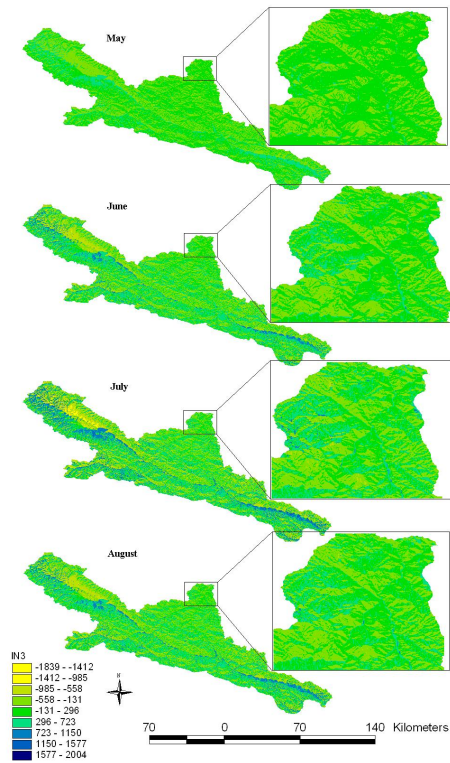 May
June
July
August
IN3
-1839 - -1412
-1412 - -985
-985 - -558
-558 - -131
-131 - 296
296 - 723
723 - 1150
1150 - 1577
1577 - 2004
N
70 0 70 140 Kilometers